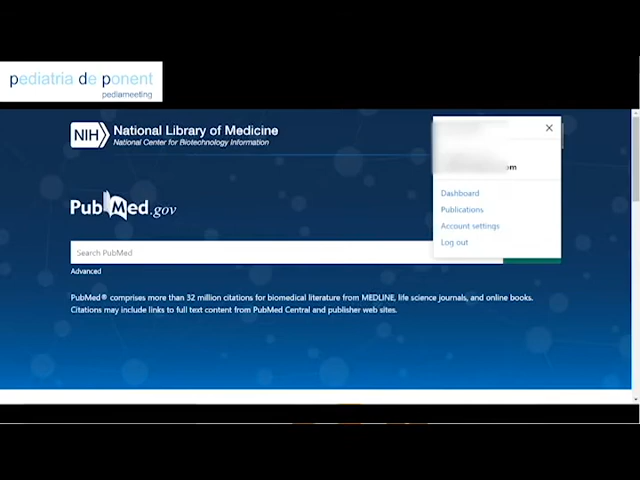 pediatria de ponent
pediameeting
NIH National Library of Medicine
National Center for Biotechnology Information
PubMed.gov
Search PubMed
Advanced
PubMed® comprises more than 32 million citations for biomedical literature from MEDLINE, life science journals, and online books.
Citations may include links to full text content from PubMed Central and publisher web sites.
Dashboard
Publications
Account settings
Log out